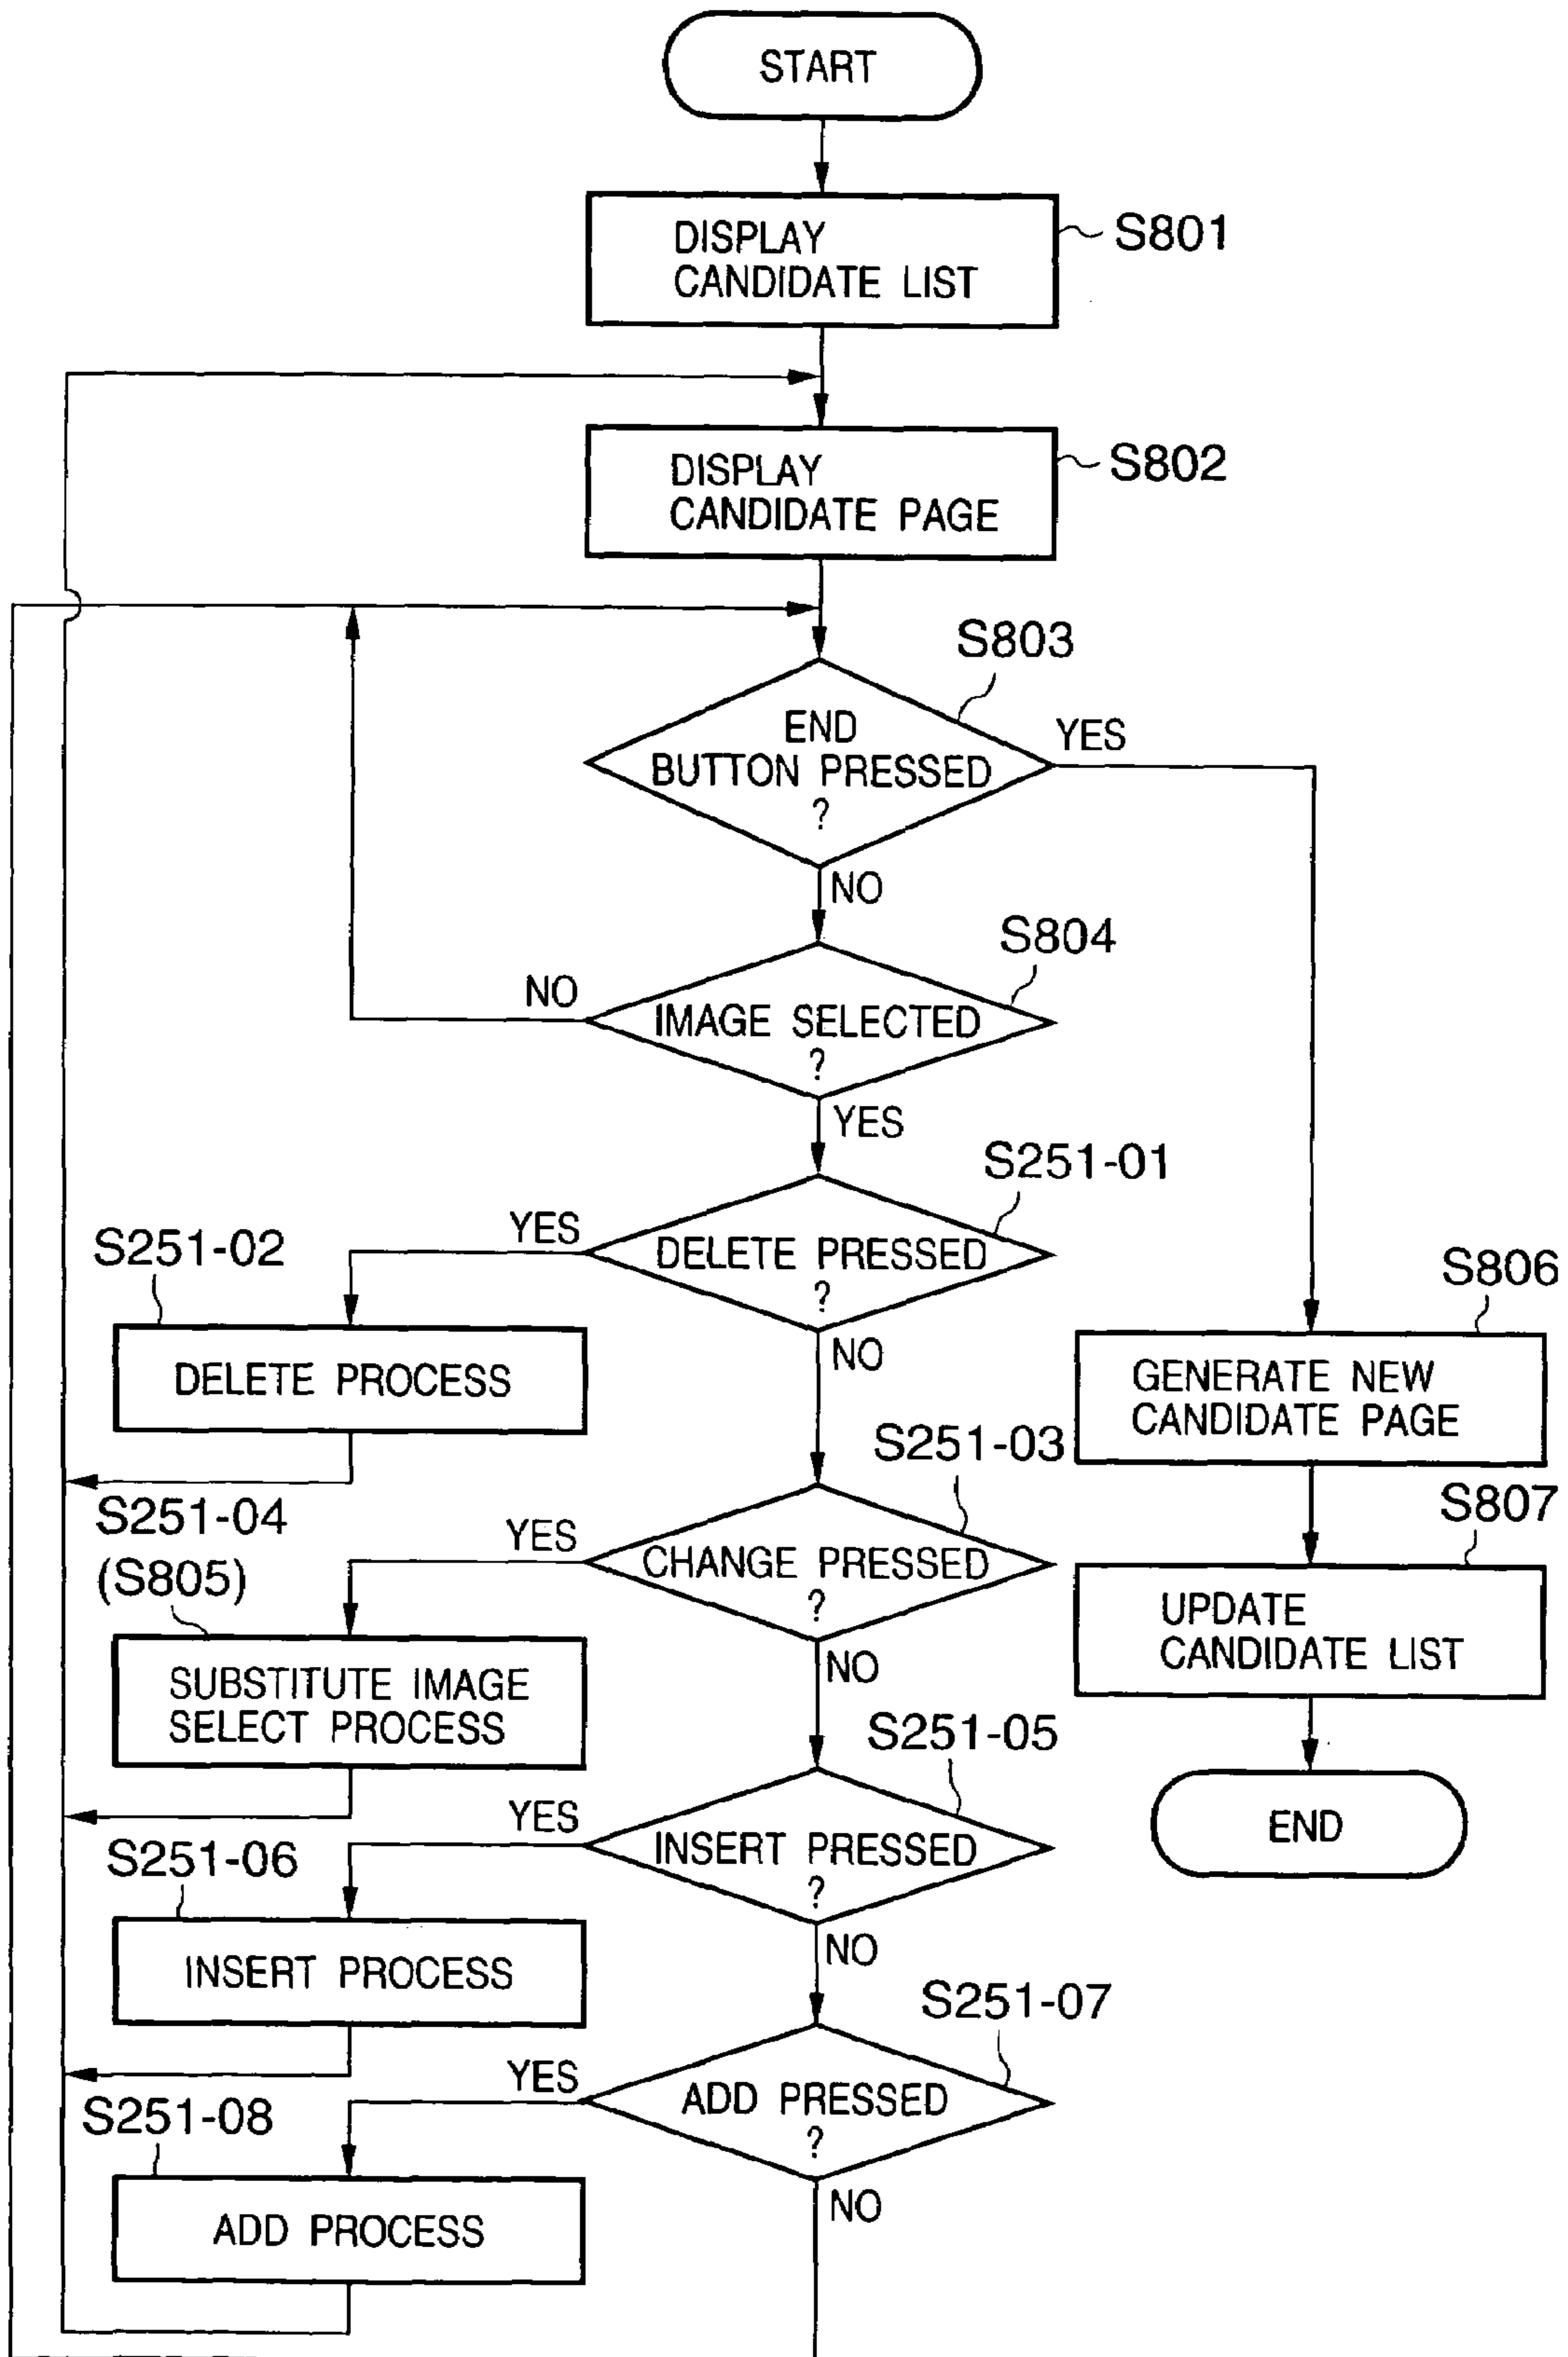 START
DISPLAY
CANDIDATE LIST
S801
DISPLAY
CANDIDATE PAGE
S802
S803
END
BUTTON PRESSED
?
YES
NO
S804
NO
IMAGE SELECTED
?
YES
S251-01
YES
DELETE PRESSED
?
NO
S251-02
DELETE PROCESS
S806
GENERATE NEW
CANDIDATE PAGE
S251-03
YES
CHANGE PRESSED
?
NO
S251-04
(S805)
SUBSTITUTE IMAGE
SELECT PROCESS
S807
UPDATE
CANDIDATE LIST
END
S251-05
YES
INSERT PRESSED
?
NO
S251-06
INSERT PROCESS
S251-07
YES
ADD PRESSED
?
NO
S251-08
ADD PROCESS